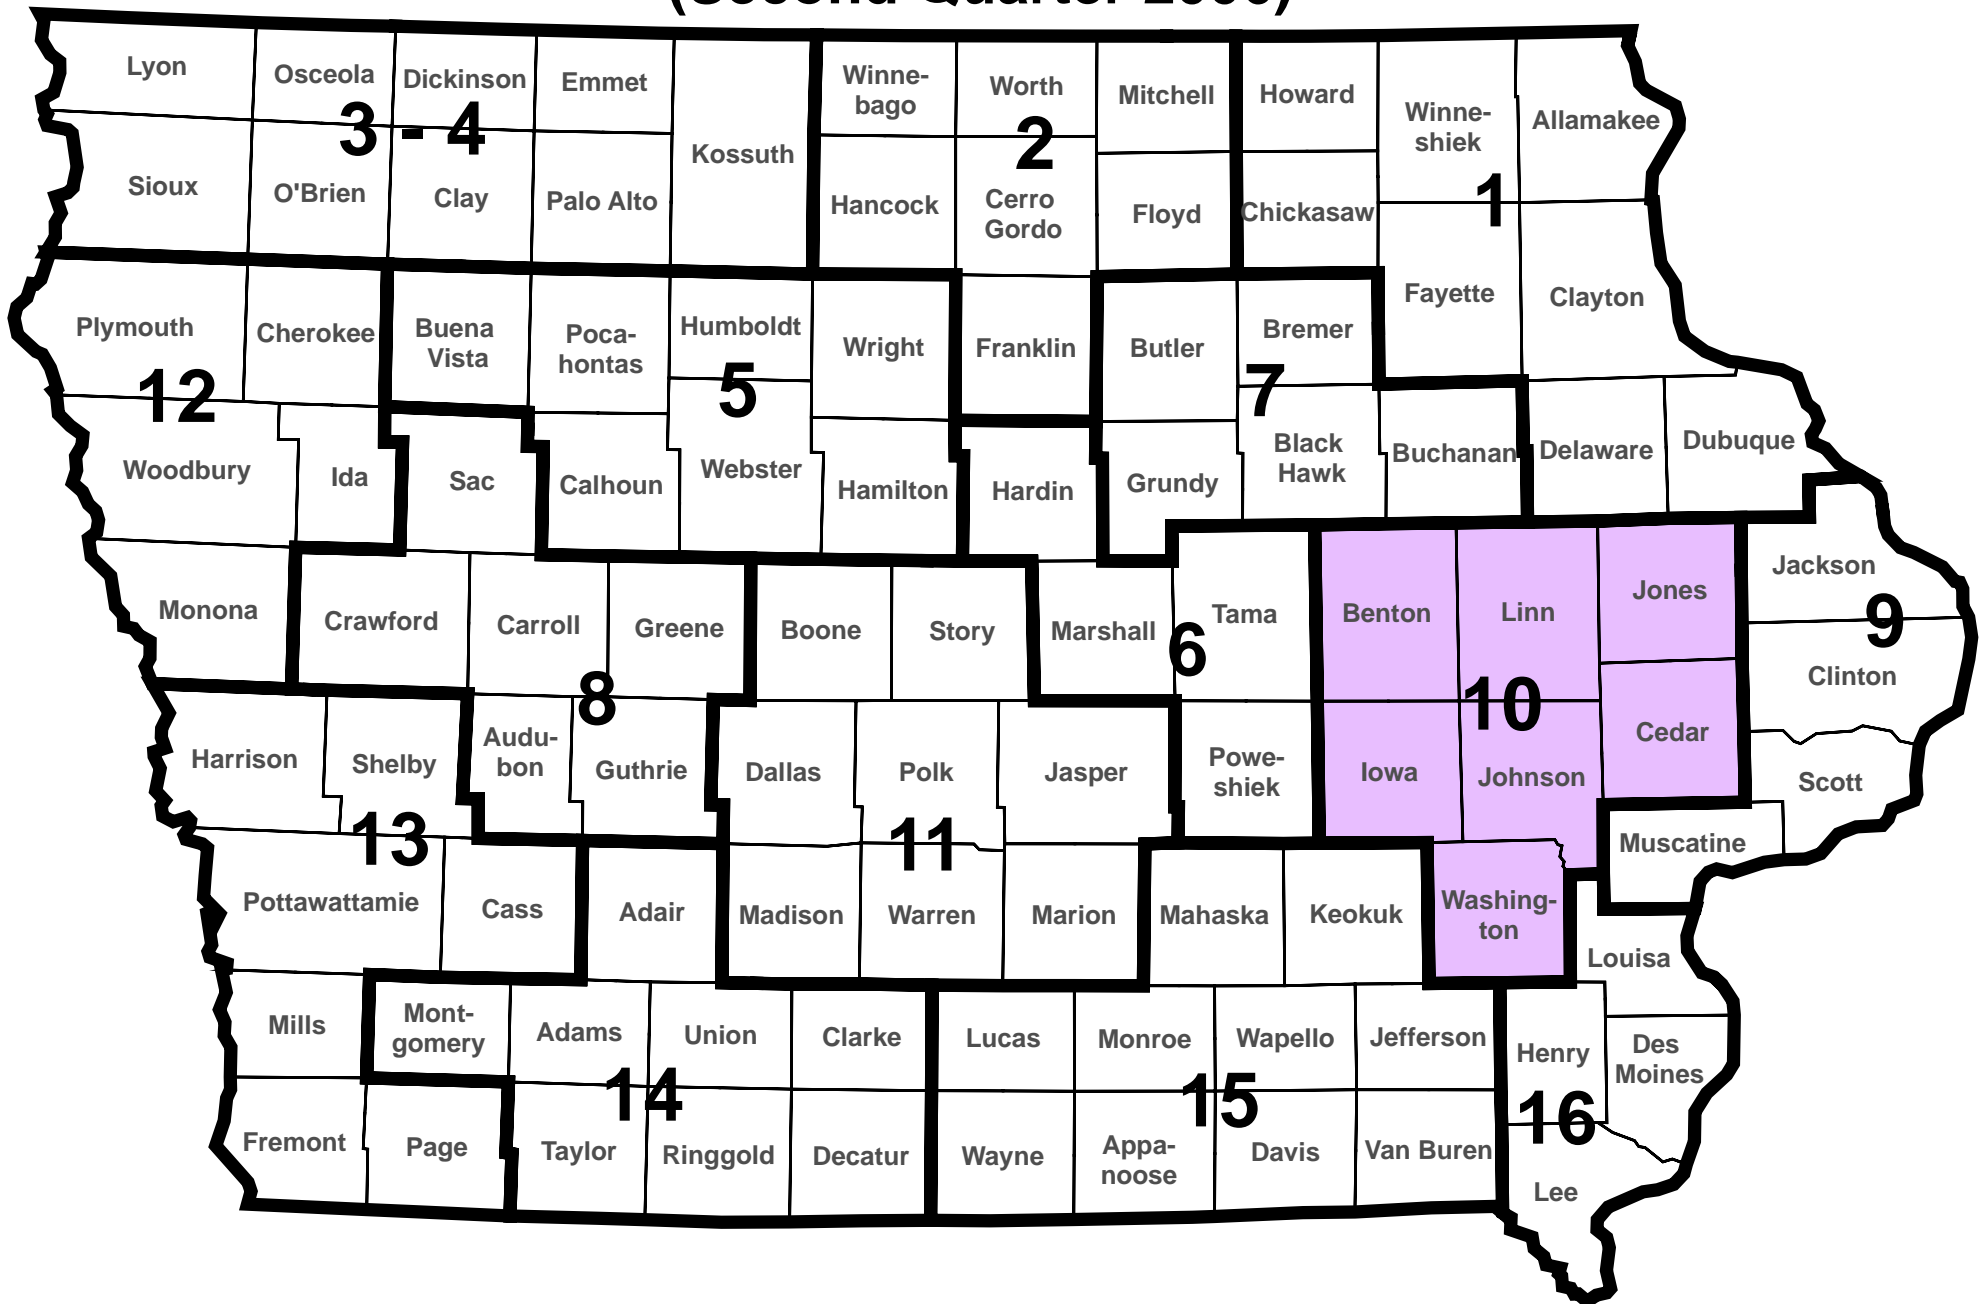 Lyon
Osceola
Dickinson
Emmet
Kossuth
Winne-
bago
Worth
Mitchell
Howard
Winne-
shiek
Allamakee
3 - 4
2
1
Sioux
O'Brien
Clay
Palo Alto
Hancock
Cerro
Gordo
Floyd
Chickasaw
Fayette
Clayton
Plymouth
Cherokee
Buena
Vista
Poca-
hontas
Humboldt
Wright
Franklin
Butler
Bremer
12
5
7
Woodbury
Ida
Sac
Calhoun
Webster
Hamilton
Hardin
Grundy
Black
Hawk
Buchanan
Delaware
Dubuque
Monona
Crawford
Carroll
Greene
Boone
Story
Marshall
Tama
Benton
Linn
Jones
Jackson
8
6
10
9
Clinton
Harrison
Shelby
Audu-
bon
Guthrie
Dallas
Polk
Jasper
Powe-
shiek
Iowa
Johnson
Cedar
Scott
13
11
Muscatine
Pottawattamie
Cass
Adair
Madison
Warren
Marion
Mahaska
Keokuk
Washing-
ton
Louisa
Mills
Mont-
gomery
Adams
Union
Clarke
Lucas
Monroe
Wapello
Jefferson
Henry
Des
Moines
14
15
16
Fremont
Page
Taylor
Ringgold
Decatur
Wayne
Appa-
noose
Davis
Van Buren
Lee